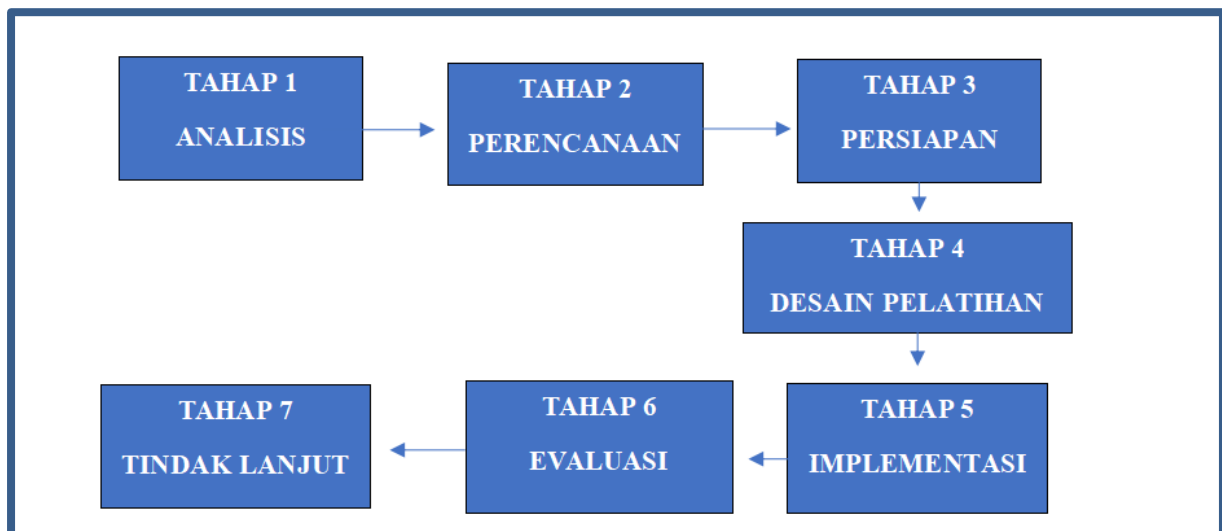 TAHAP 1
ANALISIS
TAHAP 2
PERENCANAAN
TAHAP 3
PERSIAPAN
TAHAP 4
DESAIN PELATIHAN
TAHAP 5
IMPLEMENTASI
TAHAP 6
EVALUASI
TAHAP 7
TINDAK LANJUT